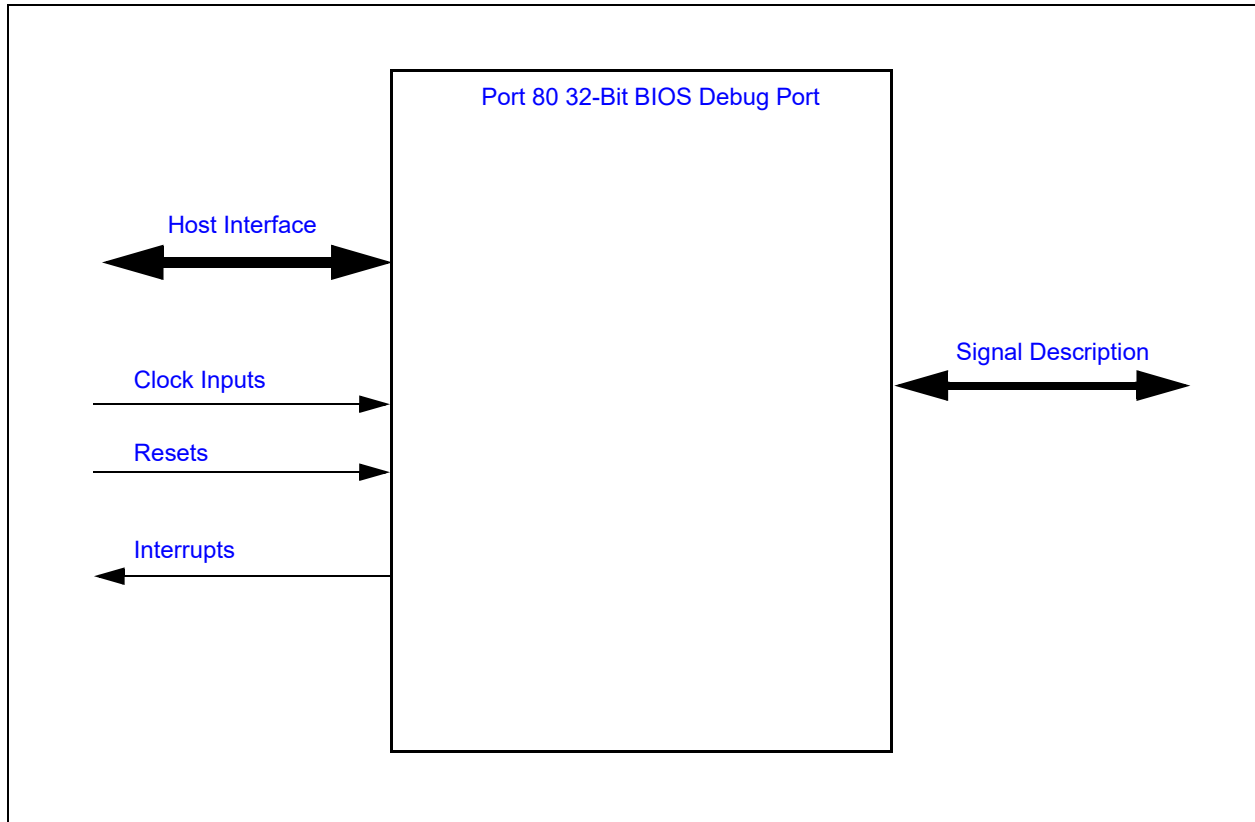 Port 80 32-Bit BIOS Debug Port
Host Interface
Signal Description
Clock Inputs
Resets
Interrupts